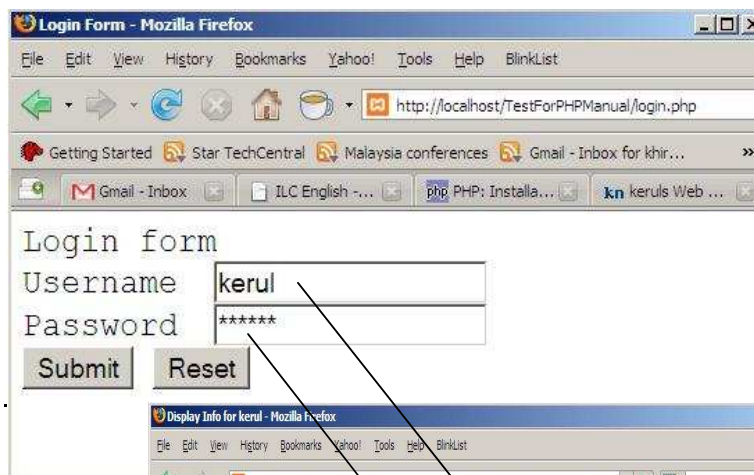 Login Form - Mozilla Firefox
File Edit View History Bookmarks Yahoo! Tools Help BlinkList
http://localhost/TestForPHPManual/login.php
Getting Started Star TechCentral Malaysia conferences Gmail - Inbox for khir... »
Gmail - Inbox ILC English -... php PHP: Installa... kn keruls Web ...
Login form
Username kerul
Password ******
Submit Reset
.
Display Info for kerul - Mozilla Firefox
File Edit View History Bookmarks Yahoo! Tools Help BlinkList